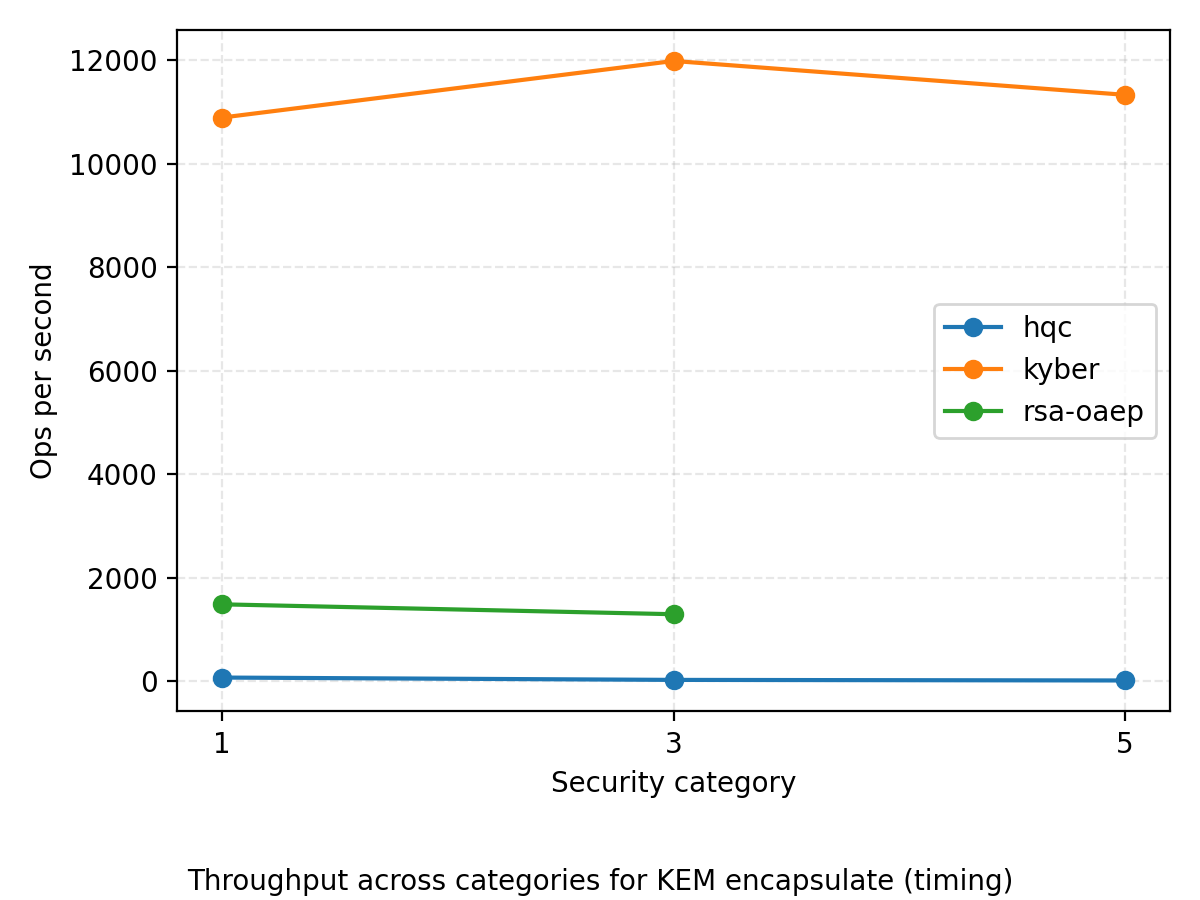 12000
10000
8000
6000
4000
2000
0
Ops per second
hqc
kyber
rsa-oaep
1 3 5
Security category
Throughput across categories for KEM encapsulate (timing)